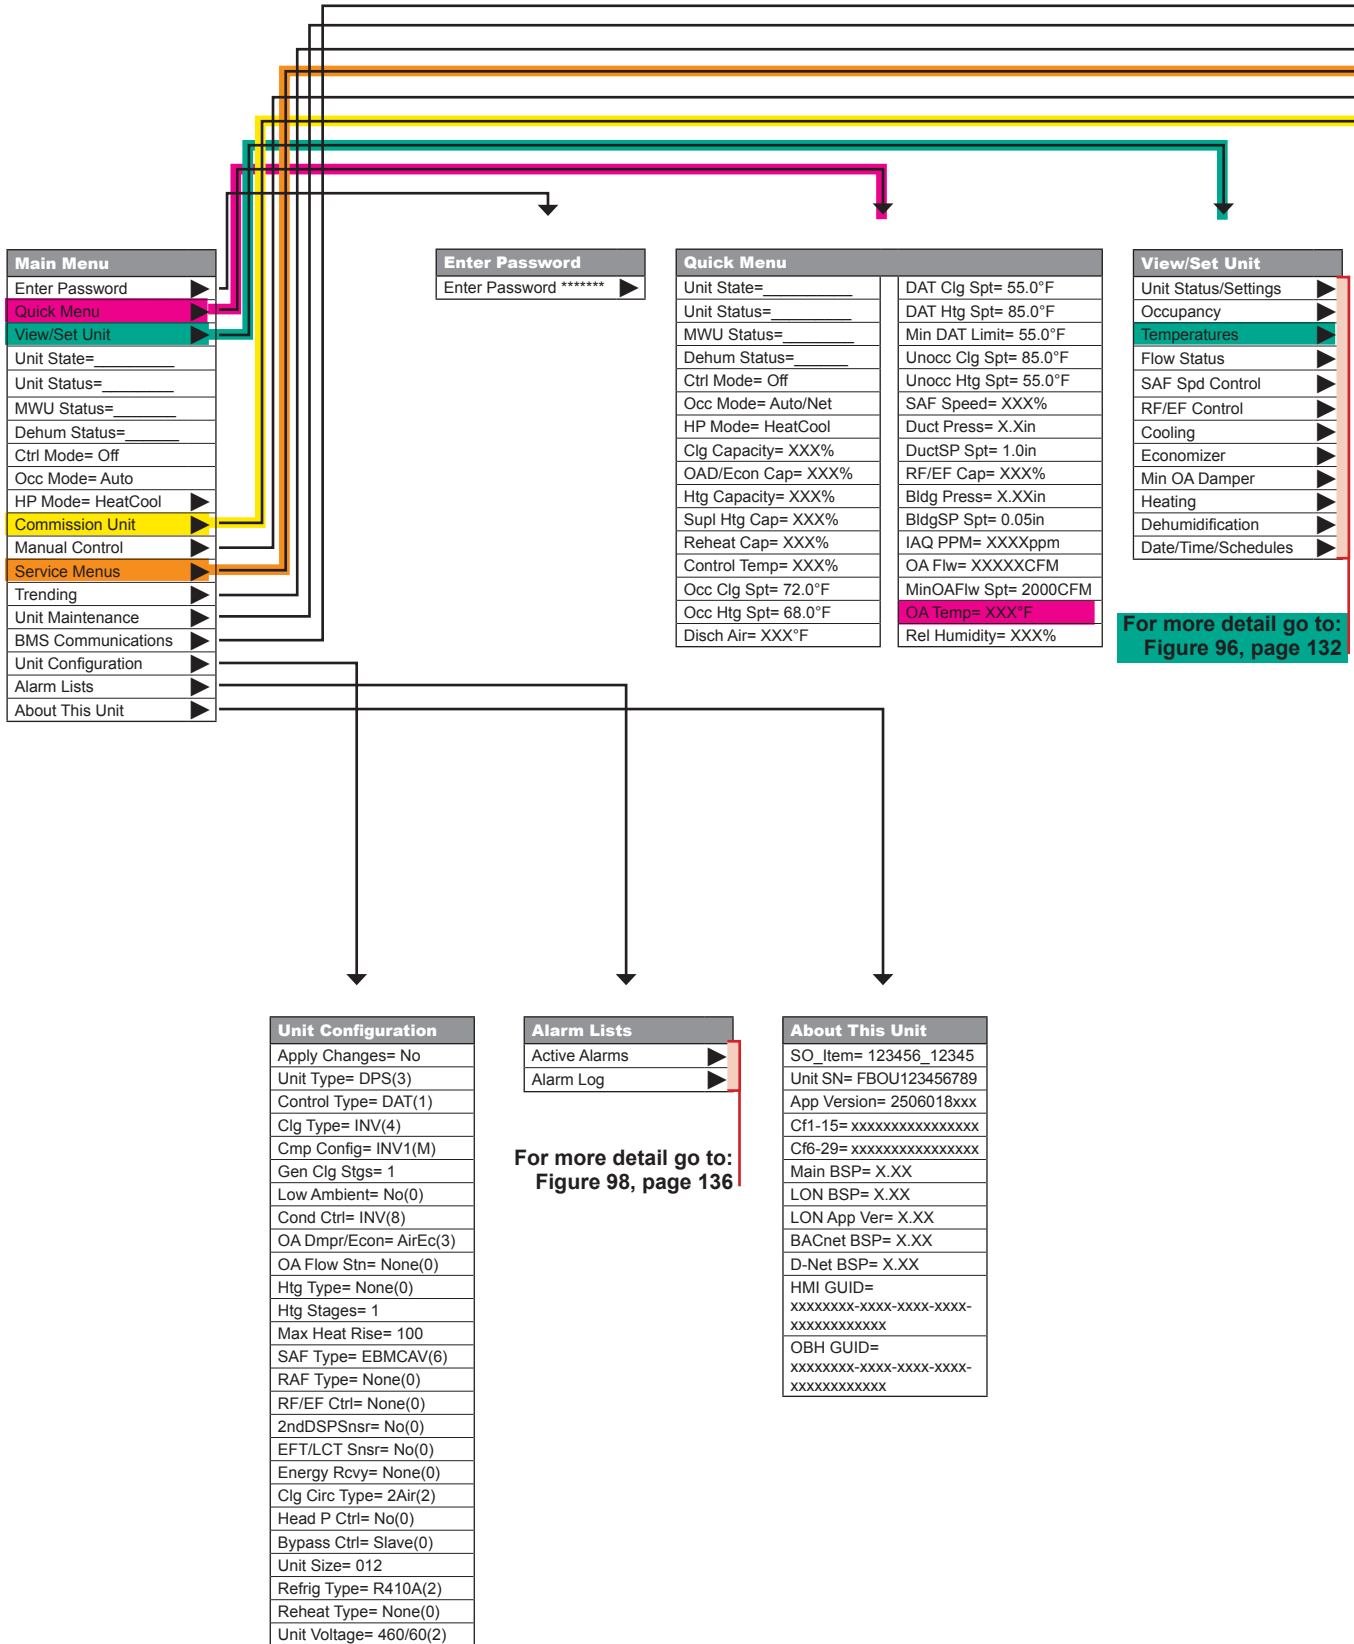 Main Menu
Enter Password
Quick Menu
View/Set Unit
Unit State=__________
Unit Status=_________
MWU Status=_______
Dehum Status=______
Ctrl Mode= Off
Occ Mode= Auto
HP Mode= HeatCool
Commission Unit
Manual Control
Service Menus
Trending
Unit Maintenance
BMS Communications
Unit Configuration
Alarm Lists
About This Unit
Enter Password
Enter Password *******
Quick Menu
Unit State=__________
Unit Status=_________
MWU Status=________
Dehum Status=______
Ctrl Mode= Off
Occ Mode= Auto/Net
HP Mode= HeatCool
Clg Capacity= XXX%
OAD/Econ Cap= XXX%
Htg Capacity= XXX%
Supl Htg Cap= XXX%
Reheat Cap= XXX%
Control Temp= XXX%
Occ Clg Spt= 72.0°F
Occ Htg Spt= 68.0°F
Disch Air= XXX°F
DAT Clg Spt= 55.0°F
DAT Htg Spt= 85.0°F
Min DAT Limit= 55.0°F
Unocc Clg Spt= 85.0°F
Unocc Htg Spt= 55.0°F
SAF Speed= XXX%
Duct Press= X.Xin
DuctSP Spt= 1.0in
RF/EF Cap= XXX%
Bldg Press= X.XXin
BldgSP Spt= 0.05in
IAQ PPM= XXXXppm
OA Flw= XXXXXCFM
MinOAFlw Spt= 2000CFM
OA Temp= XXX°F
Rel Humidity= XXX%
View/Set Unit
Unit Status/Settings
Occupancy
Temperatures
Flow Status
SAF Spd Control
RF/EF Control
Cooling
Economizer
Min OA Damper
Heating
Dehumidification
Date/Time/Schedules
For more detail go to:
Figure 96, page 132
Unit Configuration
Apply Changes= No
Unit Type= DPS(3)
Control Type= DAT(1)
Clg Type= INV(4)
Cmp Config= INV1(M)
Gen Clg Stgs= 1
Low Ambient= No(0)
Cond Ctrl= INV(8)
OA Dmpr/Econ= AirEc(3)
OA Flow Stn= None(0)
Htg Type= None(0)
Htg Stages= 1
Max Heat Rise= 100
SAF Type= EBMCAV(6)
RAF Type= None(0)
RF/EF Ctrl= None(0)
2ndDSPSnsr= No(0)
EFT/LCT Snsr= No(0)
Energy Rcvy= None(0)
Clg Circ Type= 2Air(2)
Head P Ctrl= No(0)
Bypass Ctrl= Slave(0)
Unit Size= 012
Refrig Type= R410A(2)
Reheat Type= None(0)
Unit Voltage= 460/60(2)
Alarm Lists
Active Alarms
Alarm Log
For more detail go to:
Figure 98, page 136
About This Unit
SO_Item= 123456_12345
Unit SN= FBOU123456789
App Version= 2506018xxx
Cf1-15= xxxxxxxxxxxxxxxx
Cf6-29= xxxxxxxxxxxxxxxx
Main BSP= X.XX
LON BSP= X.XX
LON App Ver= X.XX
BACnet BSP= X.XX
D-Net BSP= X.XX
HMI GUID=
xxxxxxxx-xxxx-xxxx-xxxx-
xxxxxxxxxxxx
OBH GUID=
xxxxxxxx-xxxx-xxxx-xxxx-
xxxxxxxxxxxx